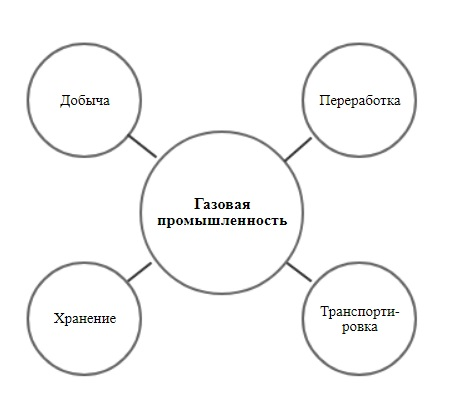 Добыча
Переработка
Газовая
промышленность
Хранение
Транспорти-
ровка